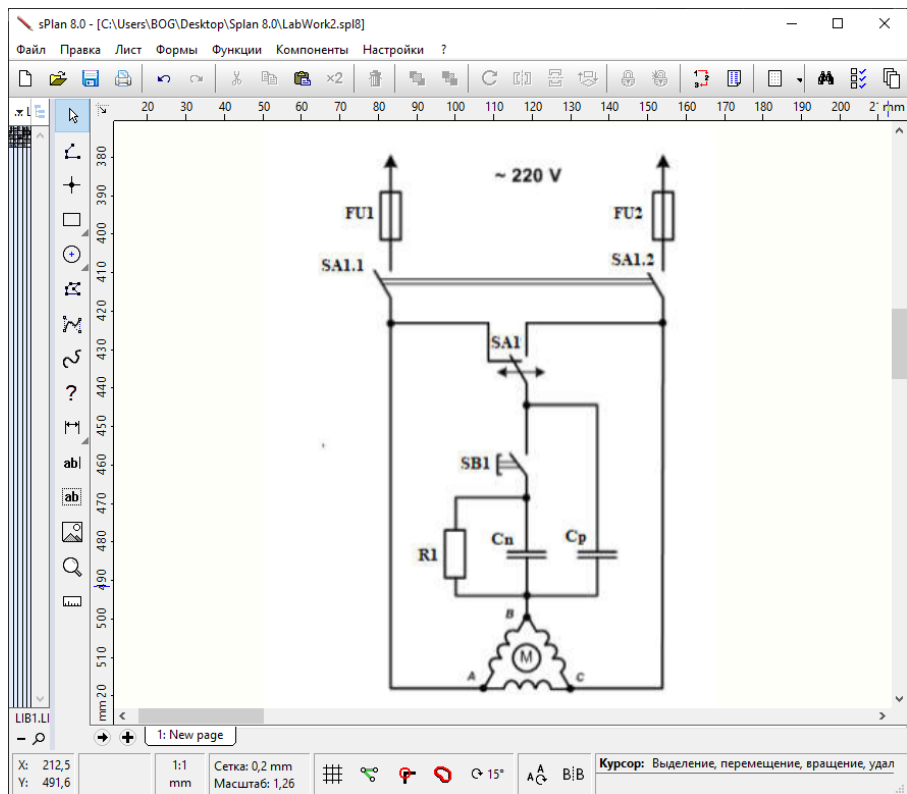 sPlan 8.0 - [C:\Users\BOG\Desktop\Splan 8.0\LabWork2.spl8]
Файл Правка Лист Формы Функции Компоненты Настройки ?
×2
20 30 40 50 60 70 80 90 100 110 120 130 140 150 160 170 180 190 200 mm
380
390
400
410
420
430
440
450
460
470
480
490
500
510
mm
?
ab|
ab
~ 220 V
FU1
FU2
SA1.1
SA1.2
SA1
SB1
R1
Cп
Cр
B
M
A
C
LIB1.LI
1: New page
X: 212,5
Y: 491,6
1:1
mm
Сетка: 0,2 mm
Масштаб: 1,26
15°
Курсор: Выделение, перемещение, вращение, удал